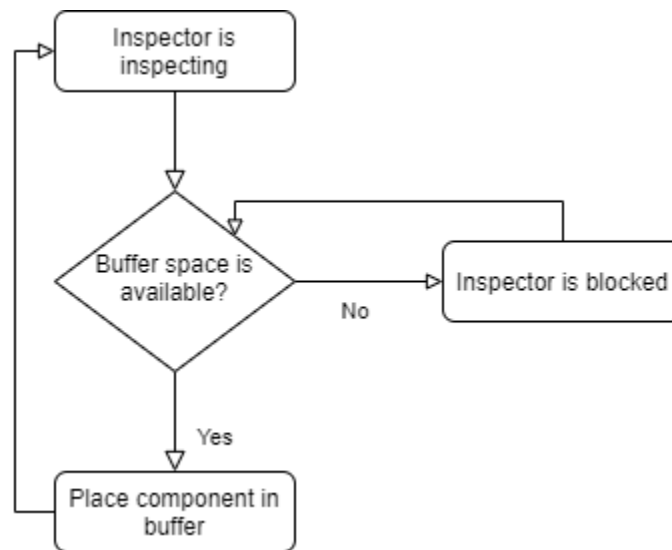 Inspector is
inspecting
Buffer space is
available?
Inspector is blocked
No
Yes
Place component in
buffer